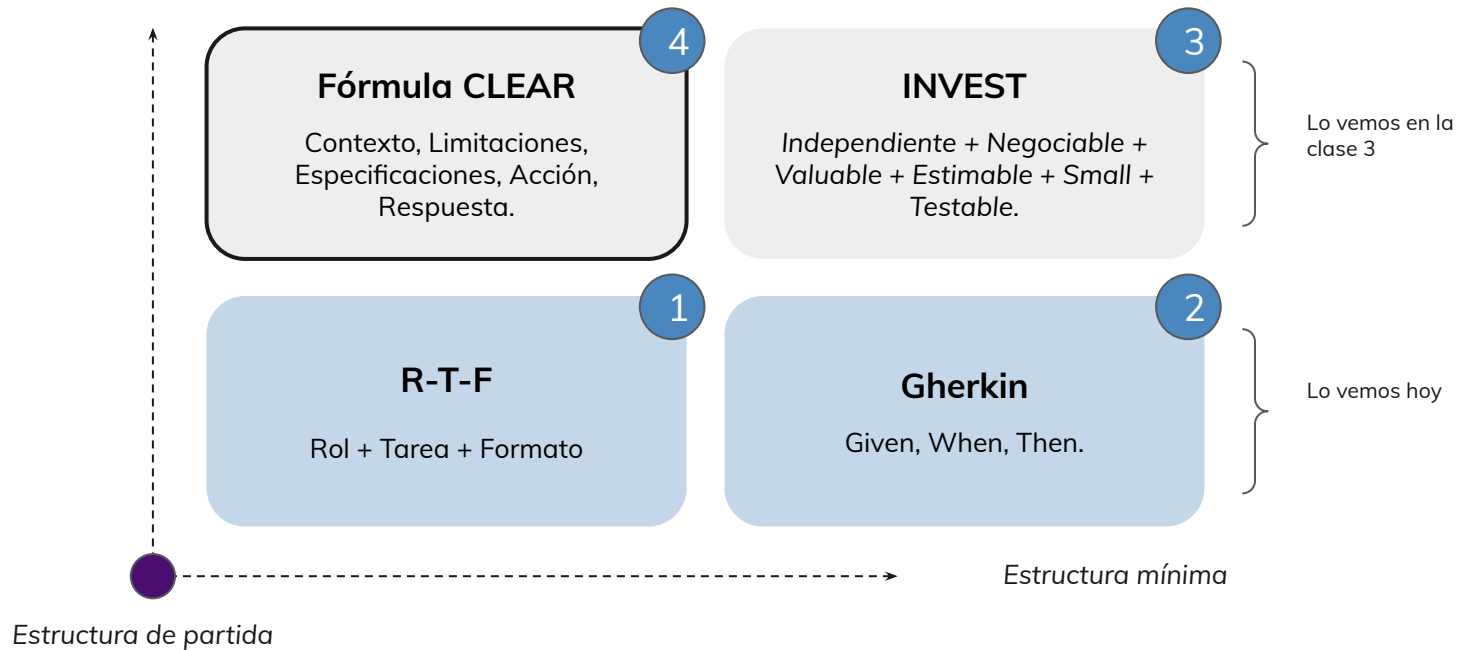 4
Fórmula CLEAR
Contexto, Limitaciones,
Especificaciones, Acción,
Respuesta.
3
INVEST
Independiente + Negociable +
Valuable + Estimable + Small +
Testable.
Lo vemos en la
clase 3
1
R-T-F
Rol + Tarea + Formato
2
Gherkin
Given, When, Then.
Lo vemos hoy
Estructura mínima
Estructura de partida